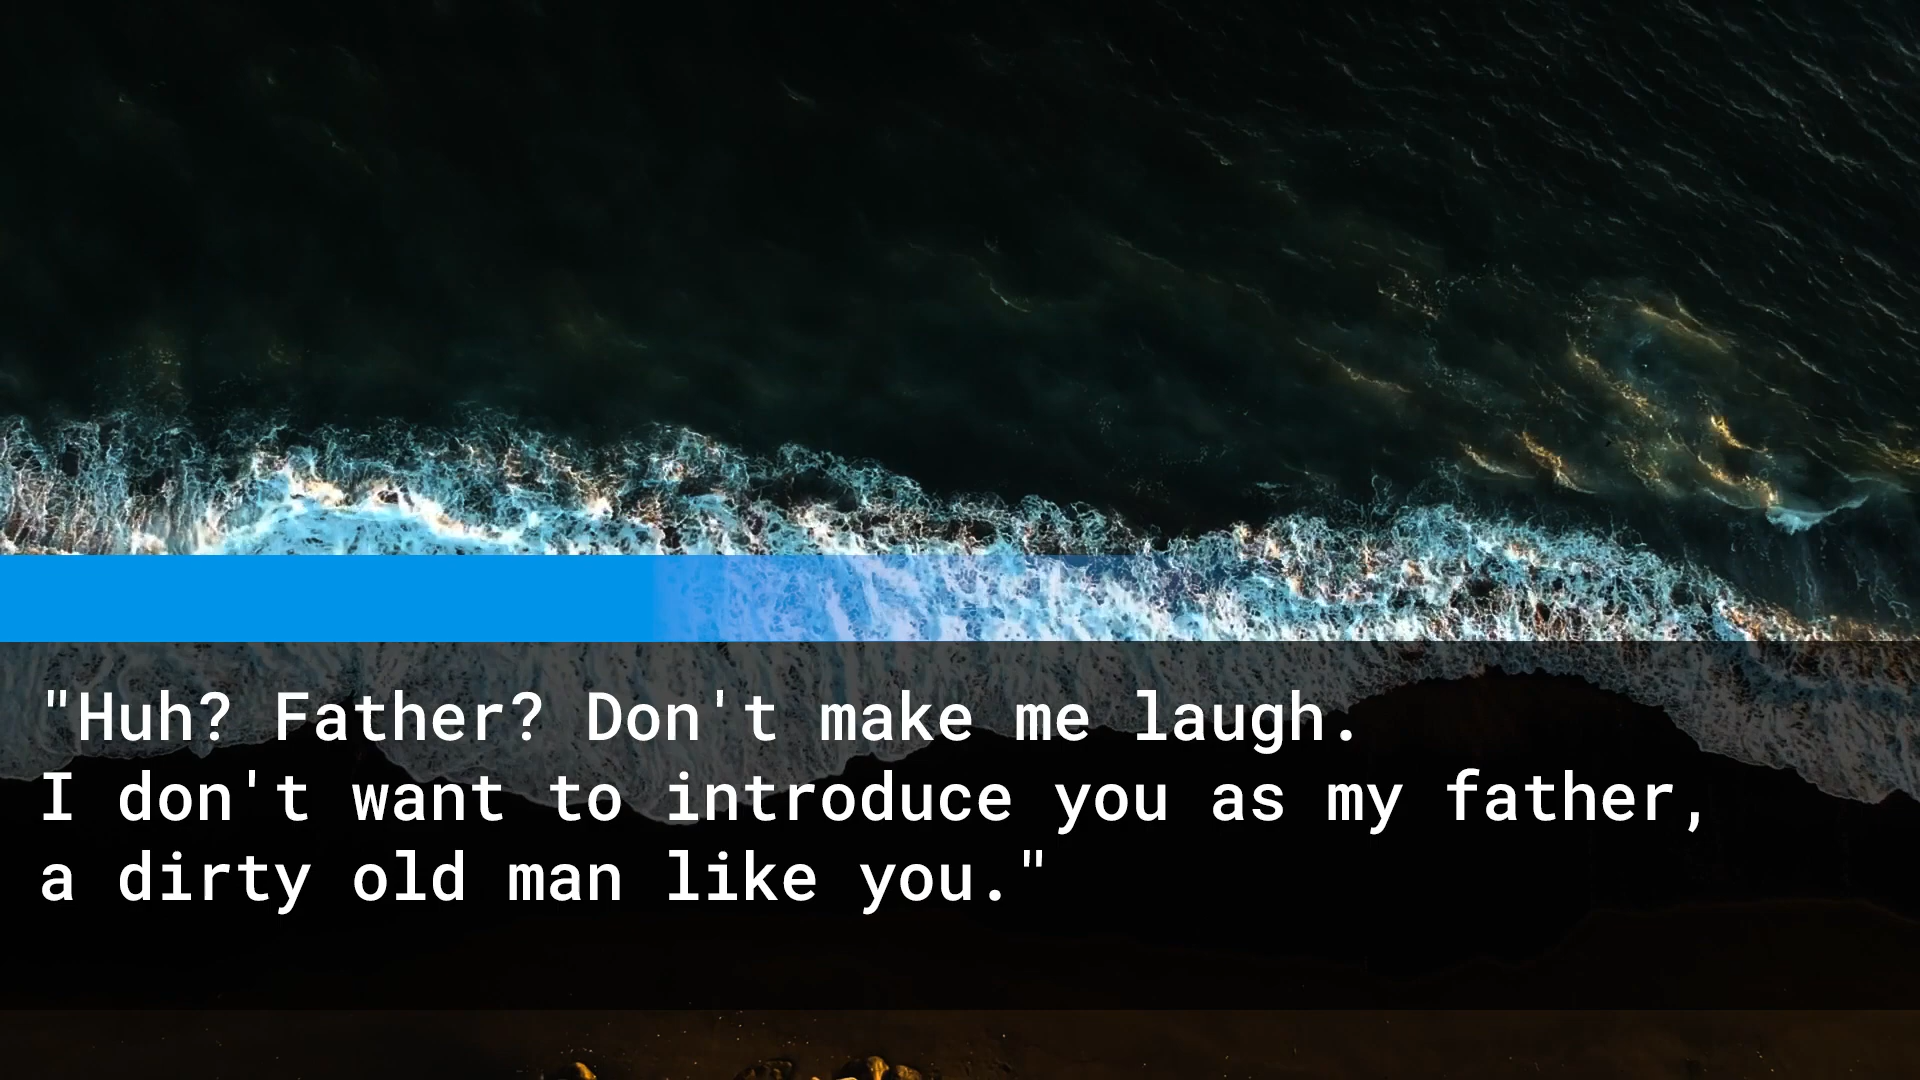 "Huh? Father? Don't make me laugh.
I don't want to introduce you as my father,
a dirty old man like you."